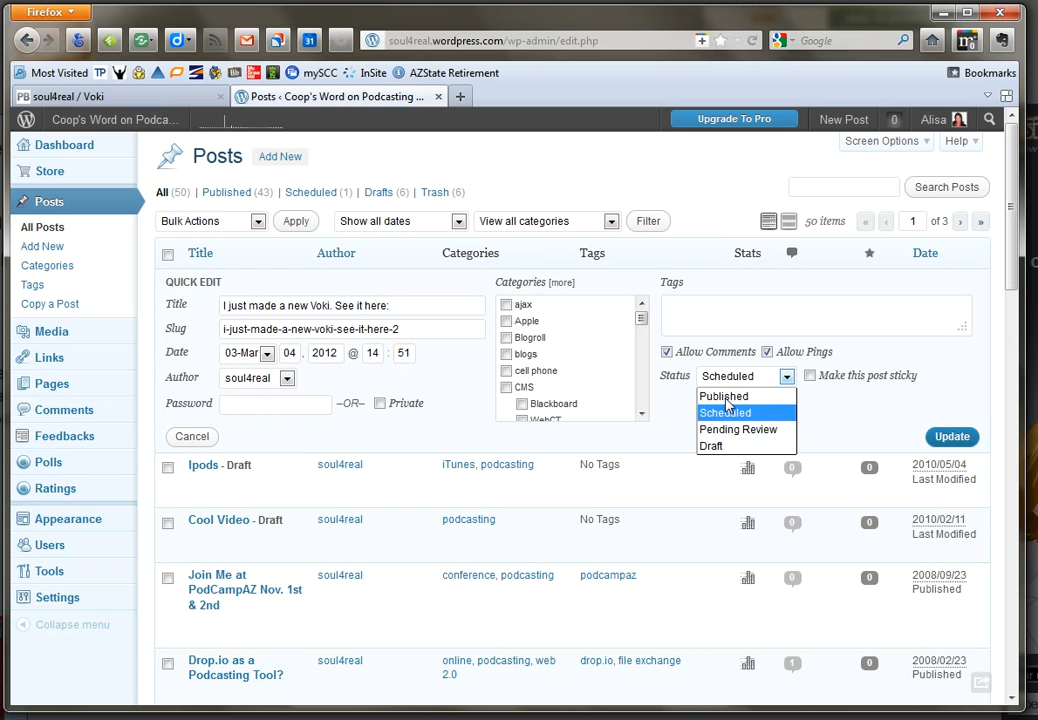 Firefox
soul4real.wordpress.com/wp-admin/edit.php
Google
Most Visited TP mySCC InSite AZState Retirement Bookmarks
PB soul4real / Voki
Posts ‹ Coop's Word on Podcasting ...
Coop's Word on Podca...
Upgrade To Pro
New Post 0 Alisa
Dashboard
Store
Posts
All Posts
Add New
Categories
Tags
Copy a Post
Media
Links
Pages
Comments
Feedbacks
Polls
Ratings
Appearance
Users
Tools
Settings
Collapse menu
Screen Options Help
Posts Add New
All (50) Published (43) Scheduled (1) Drafts (6) Trash (6)
Search Posts
Bulk Actions Apply Show all dates View all categories Filter 50 items « ‹ 1 of 3 › »
Title Author Categories Tags Stats Date
QUICK EDIT
Title I just made a new Voki. See it here:
Slug i-just-made-a-new-voki-see-it-here-2
Date 03-Mar 04 , 2012 @ 14 : 51
Author soul4real
Password –OR– Private
Cancel
Categories [more]
ajax
Apple
Blogroll
blogs
cell phone
CMS
Blackboard
WebCT
Tags
Allow Comments Allow Pings
Status Scheduled Make this post sticky
Published
Scheduled
Pending Review
Draft
Update
Ipods - Draft soul4real iTunes, podcasting No Tags 0 0 2010/05/04
Last Modified
Cool Video - Draft soul4real podcasting No Tags 0 0 2010/02/11
Last Modified
Join Me at soul4real conference, podcasting podcampaz 0 0 2008/09/23
PodCampAZ Nov. 1st Published
& 2nd
Drop.io as a soul4real online, podcasting, web drop.io, file exchange 1 0 2008/02/23
Podcasting Tool? 2.0 Published